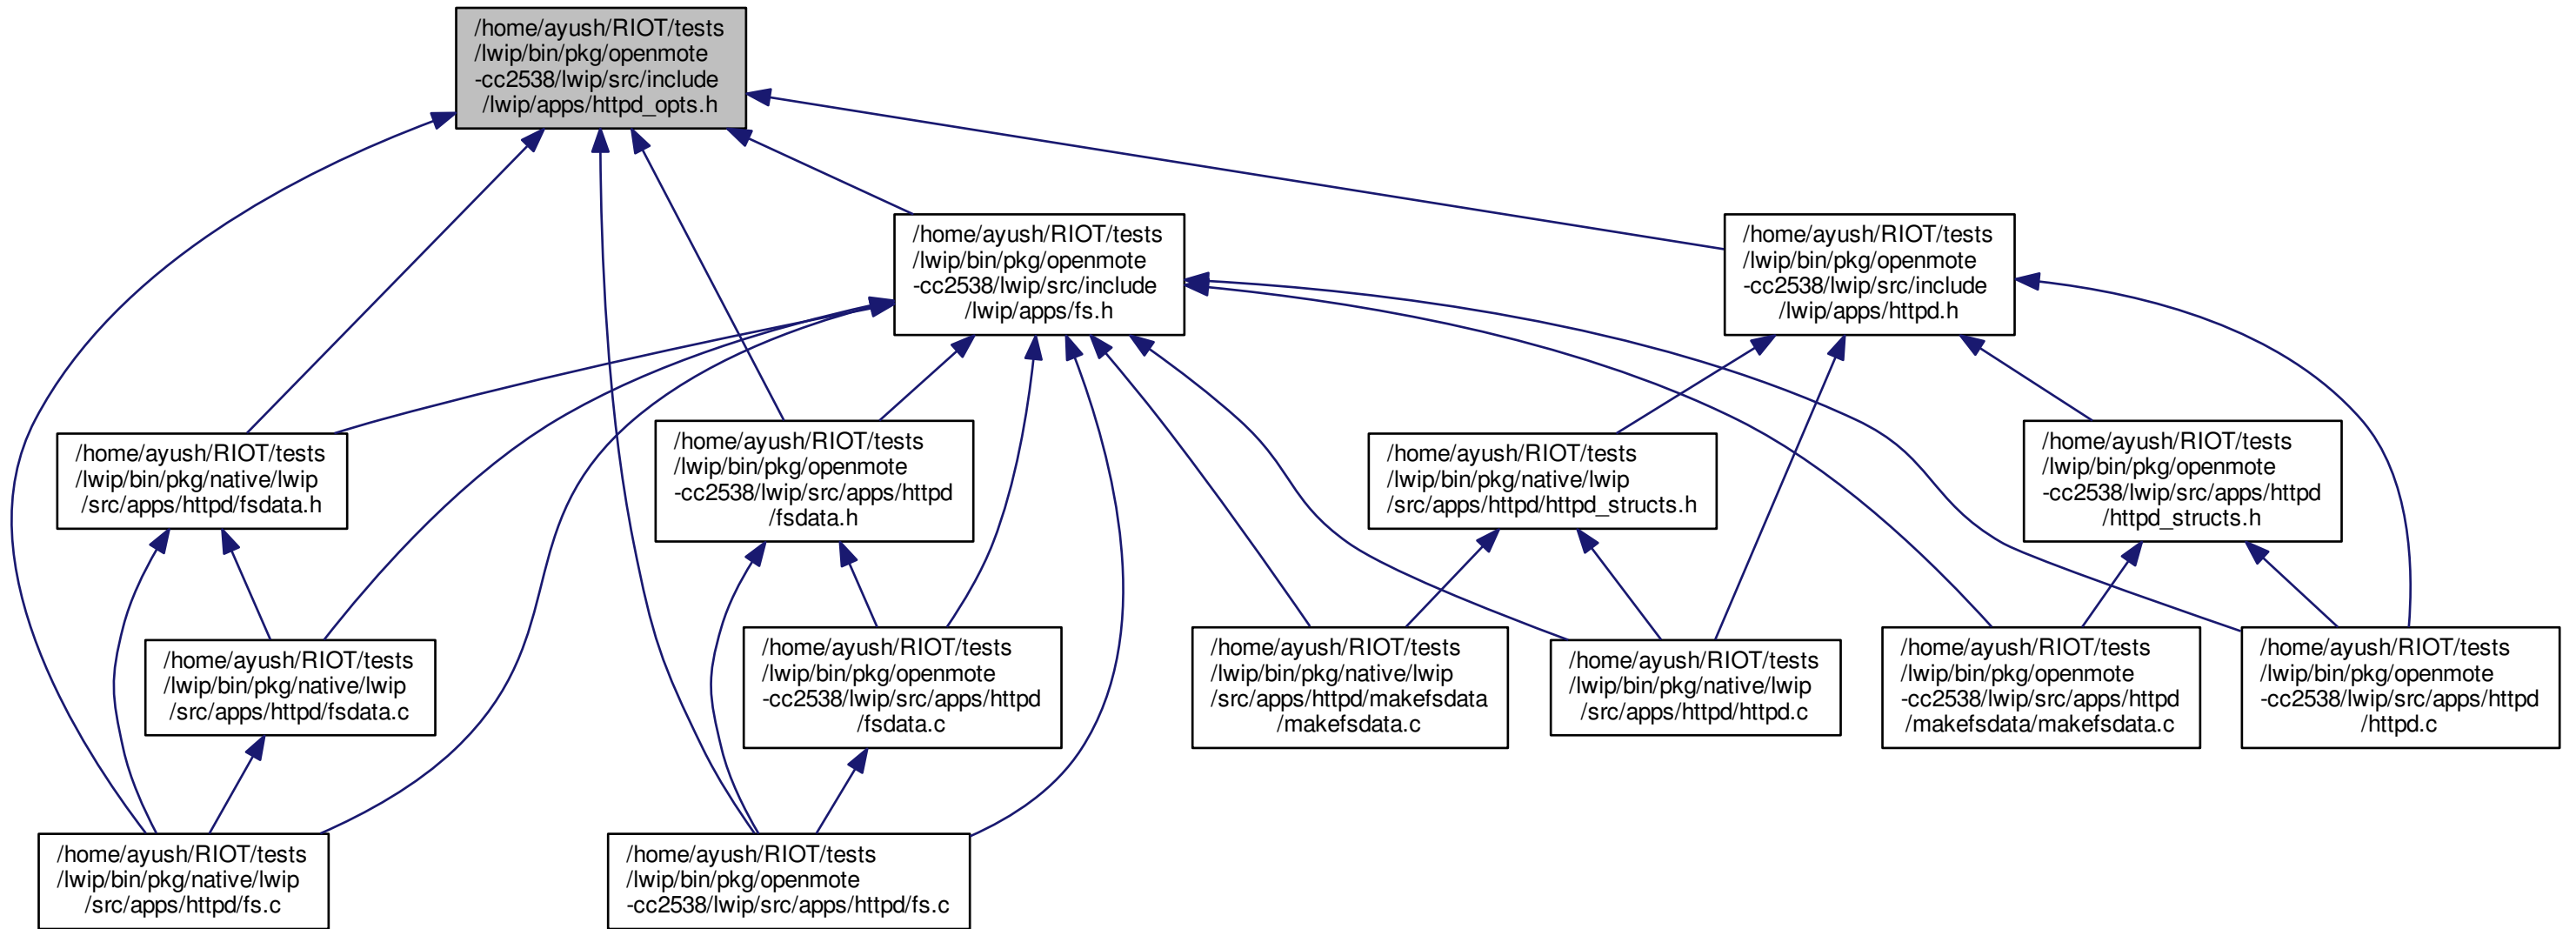 /home/ayush/RIOT/tests
/lwip/bin/pkg/openmote
-cc2538/lwip/src/include
/lwip/apps/httpd_opts.h
/home/ayush/RIOT/tests
/lwip/bin/pkg/openmote
-cc2538/lwip/src/include
/lwip/apps/fs.h
/home/ayush/RIOT/tests
/lwip/bin/pkg/openmote
-cc2538/lwip/src/include
/lwip/apps/httpd.h
/home/ayush/RIOT/tests
/lwip/bin/pkg/native/lwip
/src/apps/httpd/fsdata.h
/home/ayush/RIOT/tests
/lwip/bin/pkg/openmote
-cc2538/lwip/src/apps/httpd
/fsdata.h
/home/ayush/RIOT/tests
/lwip/bin/pkg/native/lwip
/src/apps/httpd/httpd_structs.h
/home/ayush/RIOT/tests
/lwip/bin/pkg/openmote
-cc2538/lwip/src/apps/httpd
/httpd_structs.h
/home/ayush/RIOT/tests
/lwip/bin/pkg/native/lwip
/src/apps/httpd/fsdata.c
/home/ayush/RIOT/tests
/lwip/bin/pkg/openmote
-cc2538/lwip/src/apps/httpd
/fsdata.c
/home/ayush/RIOT/tests
/lwip/bin/pkg/native/lwip
/src/apps/httpd/makefsdata
/makefsdata.c
/home/ayush/RIOT/tests
/lwip/bin/pkg/native/lwip
/src/apps/httpd/httpd.c
/home/ayush/RIOT/tests
/lwip/bin/pkg/openmote
-cc2538/lwip/src/apps/httpd
/makefsdata/makefsdata.c
/home/ayush/RIOT/tests
/lwip/bin/pkg/openmote
-cc2538/lwip/src/apps/httpd
/httpd.c
/home/ayush/RIOT/tests
/lwip/bin/pkg/native/lwip
/src/apps/httpd/fs.c
/home/ayush/RIOT/tests
/lwip/bin/pkg/openmote
-cc2538/lwip/src/apps/httpd/fs.c